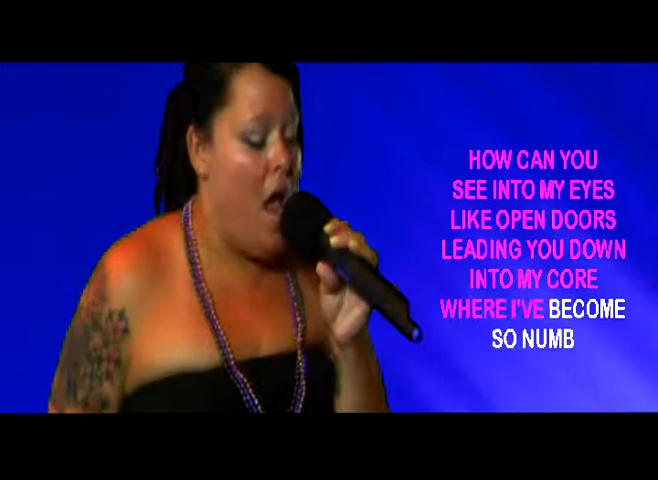 HOW CAN YOU
SEE INTO MY EYES
LIKE OPEN DOORS
LEADING YOU DOWN
INTO MY CORE
WHERE I'VE BECOME
SO NUMB